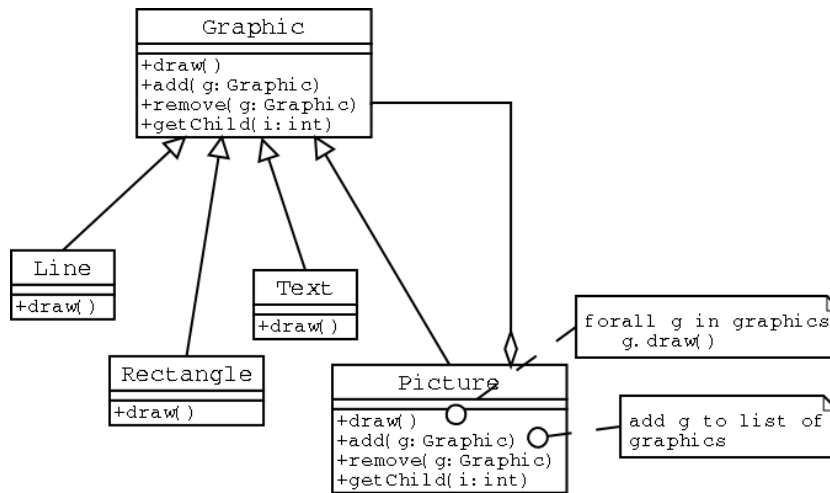 Graphic
+draw()
+add( g: Graphic)
+remove( g: Graphic)
+getChild( i: int)
Line
+draw()
Text
+draw()
Rectangle
+draw()
Picture
+draw()
+add( g: Graphic)
+remove( g: Graphic)
+getChild( i: int)
forall g in graphics
g. draw()
add g to list of
graphics